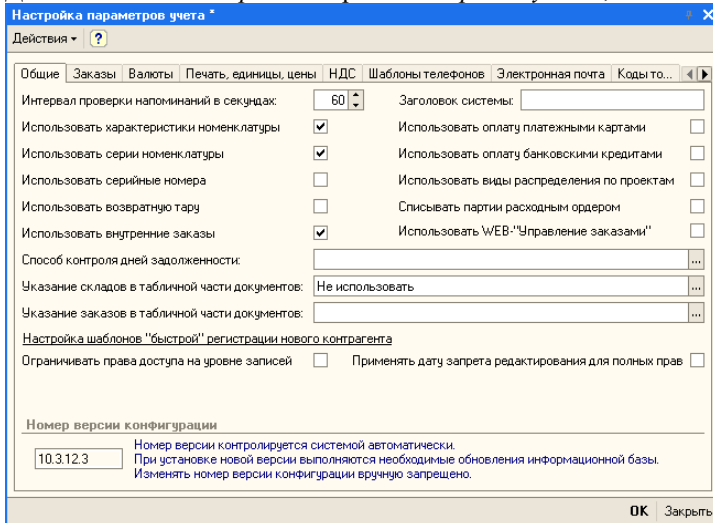 Настройка параметров учета *
Действия
Общие Заказы Валюты Печать, единицы, цены НДС Шаблоны телефонов Электронная почта Коды то...
Интервал проверки напоминаний в секундах: 60 Заголовок системы:
Использовать характеристики номенклатуры Использовать оплату платежными картами
Использовать серии номенклатуры Использовать оплату банковскими кредитами
Использовать серийные номера Использовать виды распределения по проектам
Использовать возвратную тару Списывать партии расходным ордером
Использовать внутренние заказы Использовать WEB-"Управление заказами"
Способ контроля дней задолженности: ...
Указание складов в табличной части документов: Не использовать ...
Указание заказов в табличной части документов: ...
Настройка шаблонов "быстрой" регистрации нового контрагента
Ограничивать права доступа на уровне записей Применять дату запрета редактирования для полных прав
Номер версии конфигурации
10.3.12.3
Номер версии контролируется системой автоматически.
При установке новой версии выполняются необходимые обновления информационной базы.
Изменять номер версии конфигурации вручную запрещено.
OK Закрыть